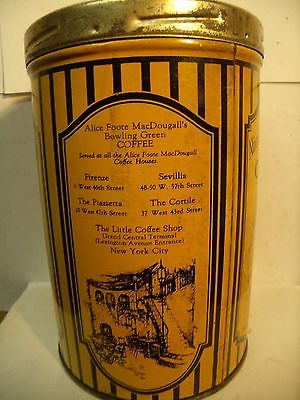 Alice Foote MacDougall's
Bowling Green
COFFEE
Served at all the Alice Foote MacDougall
Coffee Houses.
Firenze
6 West 46th Street
Sevillia
48-50 W. 57th Street
The Piazzetta
20 West 47th Street
The Cortile
37 West 43rd Street
The Little Coffee Shop
Grand Central Terminal
(Lexington Avenue Entrance)
New York City